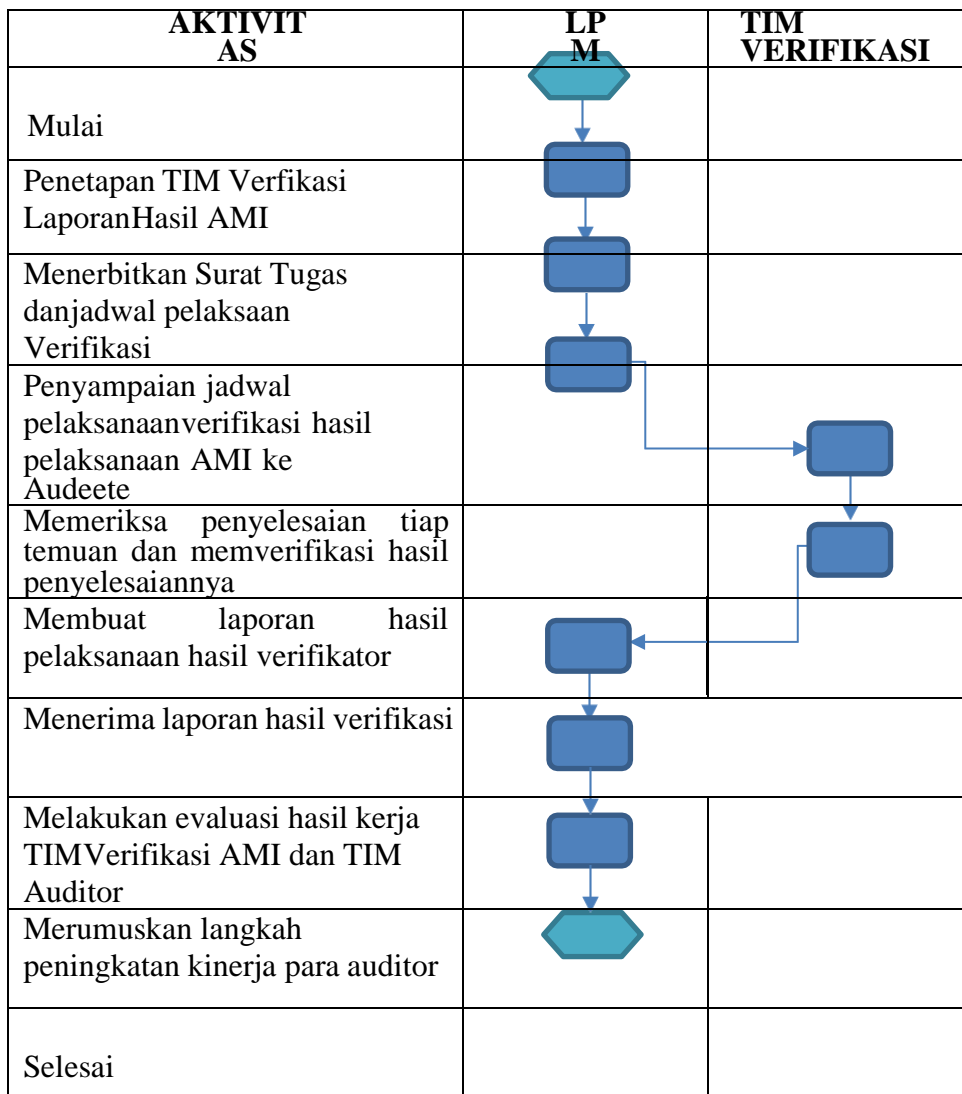 AKTIVIT
AS
LP
M
TIM
VERIFIKASI
Mulai
Penetapan TIM Verfikasi
LaporanHasil AMI
Menerbitkan Surat Tugas
danjadwal pelaksaan
Verifikasi
Penyampaian jadwal
pelaksanaanverifikasi hasil
pelaksanaan AMI ke
Audeete
Memeriksa penyelesaian tiap
temuan dan memverifikasi hasil
penyelesaiannya
Membuat laporan hasil
pelaksanaan hasil verifikator
Menerima laporan hasil verifikasi
Melakukan evaluasi hasil kerja
TIMVerifikasi AMI dan TIM
Auditor
Merumuskan langkah
peningkatan kinerja para auditor
Selesai